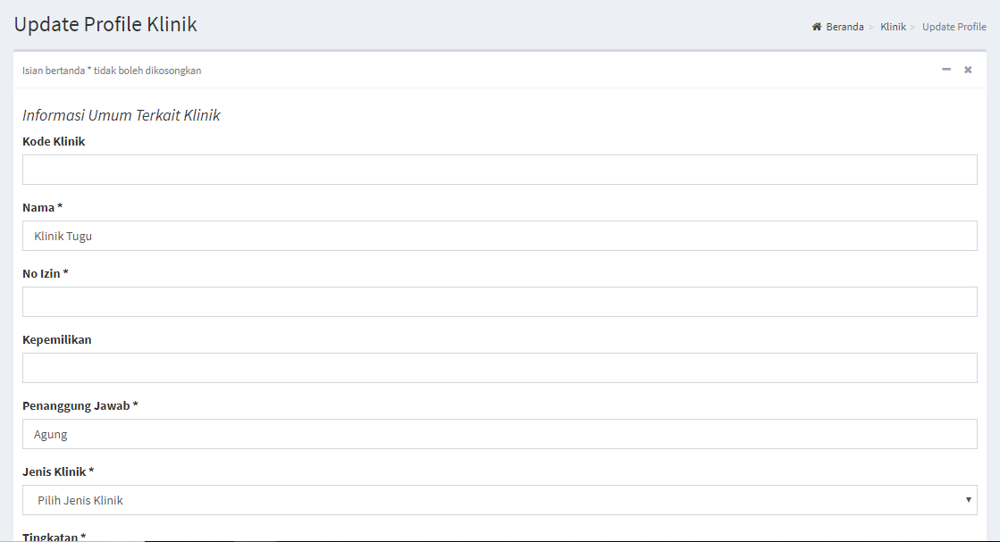 Update Profile Klinik
Beranda > Klinik > Update Profile
Isian bertanda * tidak boleh dikosongkan
Informasi Umum Terkait Klinik
Kode Klinik
Nama *
Klinik Tugu
No Izin *
Kepemilikan
Penanggung Jawab *
Agung
Jenis Klinik *
Pilih Jenis Klinik
Tingkatan *